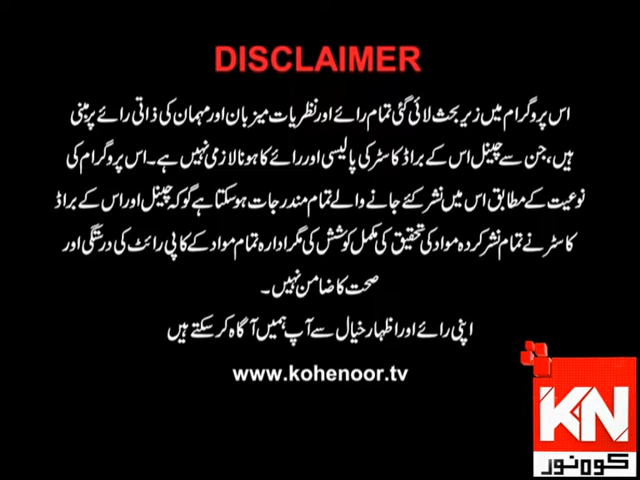 DISCLAIMER
اس پروگرام میں زیر بحث لائی گئی تمام رائے اور نظریات میزبان اور مہمان کی ذاتی رائے پر مبنی
ہیں، جن سے چینل اس کے براڈ کاسٹر کی پالیسی اور رائے کا ہونا لازمی نہیں ہے۔ اس پروگرام کی
نوعیت کے مطابق اس میں نشر کئے جانے والے تمام مندرجات ہو سکتا ہے گو کہ چینل اور اس کے براڈ
کاسٹر نے تمام نشر کردہ مواد کی تحقیق کی مکمل کوشش کی مگر ادارہ تمام مواد کے کاپی رائٹ کی درستگی اور
صحت کا ضامن نہیں۔
اپنی رائے اور اظہار خیال سے آپ ہمیں آگاہ کر سکتے ہیں
www.kohenoor.tv
KN
کوہ نور